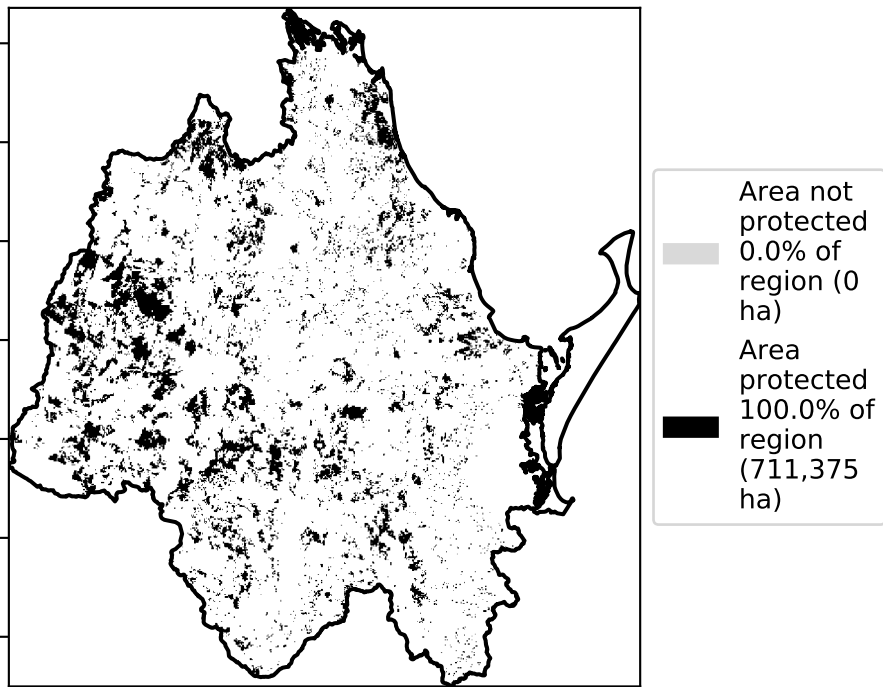 Area not
protected
0.0% of
region (0
ha)
Area
protected
100.0% of
region
(711,375
ha)